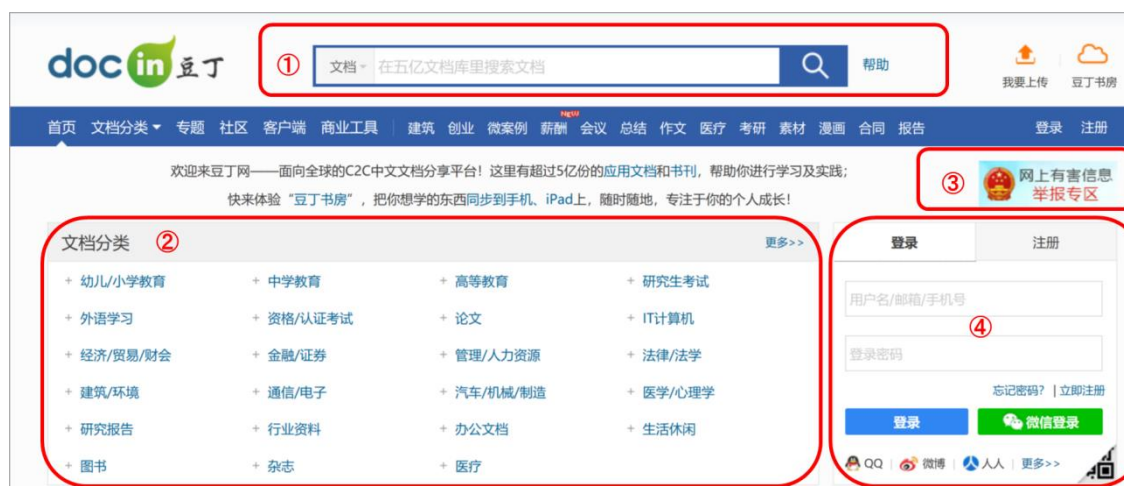 docin豆丁
①
文档
在五亿文档库里搜索文档
帮助
我要上传
豆丁书房
首页 文档分类 专题 社区 客户端 商业工具 | 建筑 创业 微案例 薪酬 New 会议 总结 作文 医疗 考研 素材 漫画 合同 报告 登录 注册
欢迎来豆丁网——面向全球的C2C中文文档分享平台！这里有超过5亿份的应用文档和书刊，帮助你进行学习及实践；
快来体验“豆丁书房”，把你想学的东西同步到手机、iPad上，随时随地，专注于你的个人成长！
③
网上有害信息
举报专区
文档分类 ② 更多>>
+ 幼儿/小学教育 + 中学教育 + 高等教育 + 研究生考试
+ 外语学习 + 资格/认证考试 + 论文 + IT计算机
+ 经济/贸易/财会 + 金融/证券 + 管理/人力资源 + 法律/法学
+ 建筑/环境 + 通信/电子 + 汽车/机械/制造 + 医学/心理学
+ 研究报告 + 行业资料 + 办公文档 + 生活休闲
+ 图书 + 杂志 + 医疗
登录 注册
用户名/邮箱/手机号
④
登录密码
忘记密码? | 立即注册
登录 微信登录
QQ | 微博 | 人人 | 更多>>